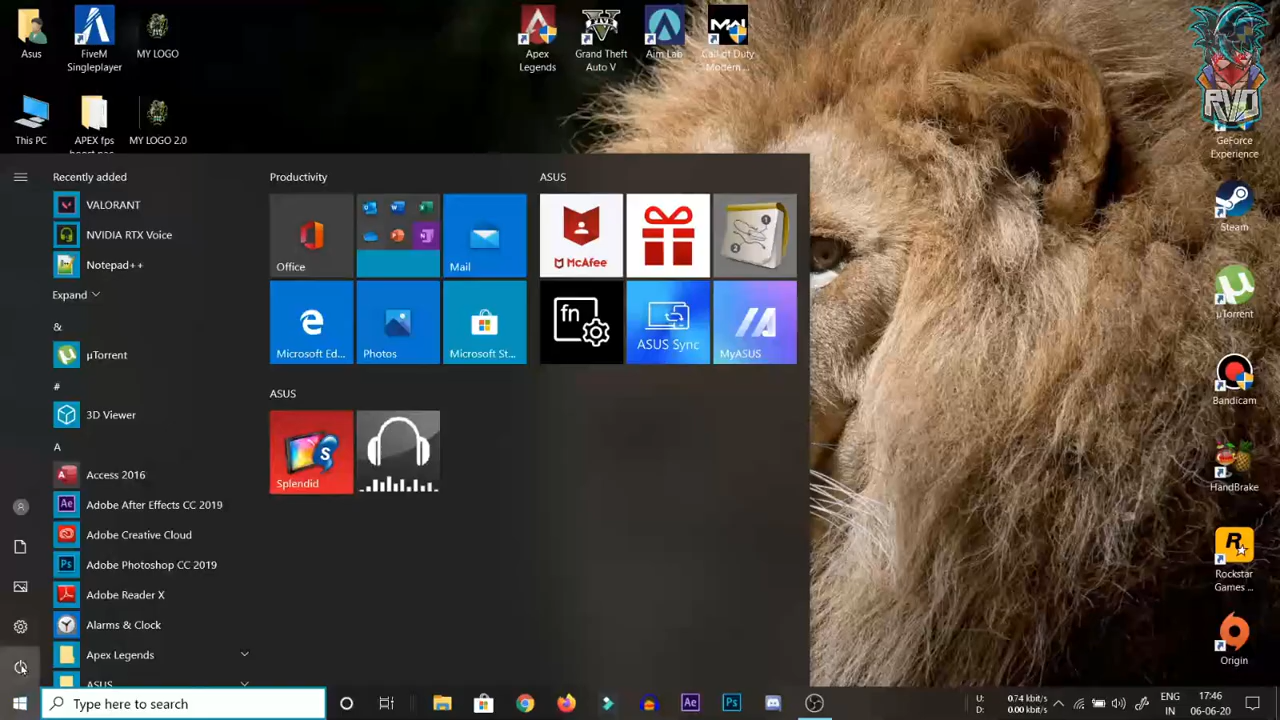 Asus
FiveM
Singleplayer
MY LOGO
Apex
Legends
Grand Theft
Auto V
Aim Lab
Call of Duty
Modern ...
RVD
GeForce
Experience
This PC
APEX fps
boost pac...
MY LOGO 2.0
Recently added
VALORANT
NVIDIA RTX Voice
Notepad++
Expand
&
µTorrent
#
3D Viewer
A
Access 2016
Adobe After Effects CC 2019
Adobe Creative Cloud
Adobe Photoshop CC 2019
Adobe Reader X
Alarms & Clock
Apex Legends
ASUS
Productivity
Office
Mail
Microsoft Ed...
Photos
Microsoft St...
ASUS
McAfee
fn
ASUS Sync
MyASUS
ASUS
Splendid
Steam
µTorrent
Bandicam
HandBrake
Rockstar
Games ...
Origin
Type here to search
U: 0.74 kbit/s
D: 0.00 kbit/s
ENG
IN
17:46
06-06-20